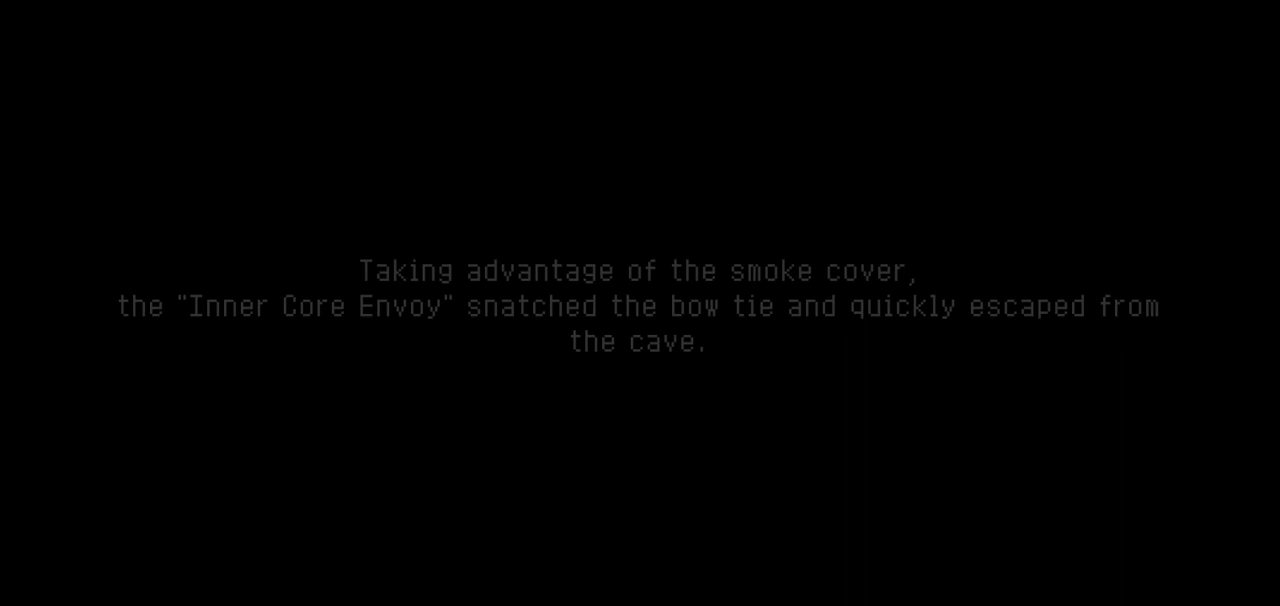 Taking advantage of the smoke cover,
the "Inner Core Envoy" snatched the bow tie and quickly escaped from
the cave.